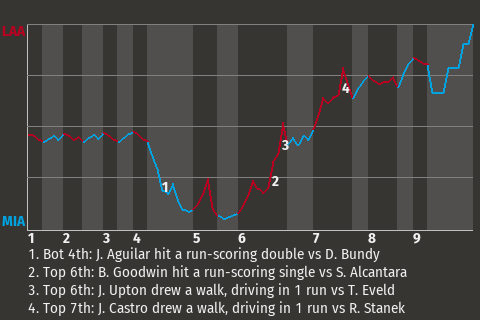 LAA
4
1
3
2
MIA
1 2 3 4 5 6 7 8 9
1. Bot 4th: J. Aguilar hit a run-scoring double vs D. Bundy
2. Top 6th: B. Goodwin hit a run-scoring single vs S. Alcantara
3. Top 6th: J. Upton drew a walk, driving in 1 run vs T. Eveld
4. Top 7th: J. Castro drew a walk, driving in 1 run vs R. Stanek